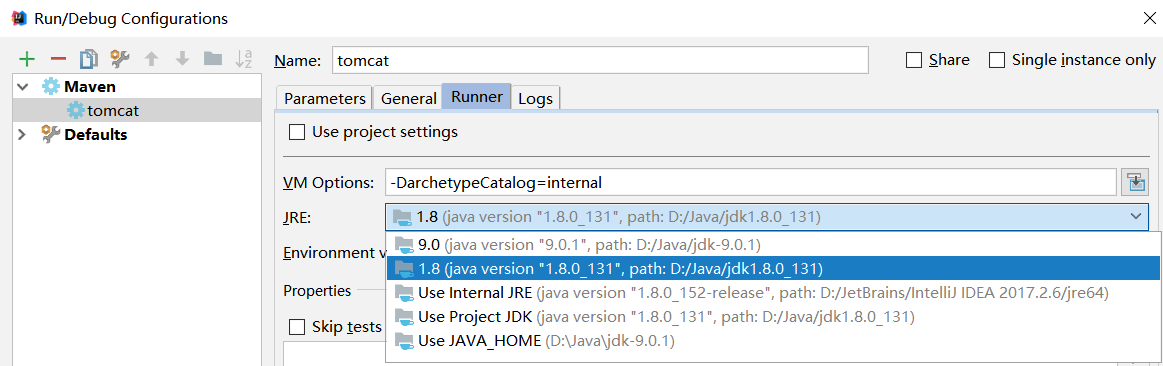 Run/Debug Configurations
Name: tomcat
Share
Single instance only
Maven
tomcat
Defaults
Parameters
General
Runner
Logs
Use project settings
VM Options: -DarchetypeCatalog=internal
JRE: 1.8 (java version "1.8.0_131", path: D:/Java/jdk1.8.0_131)
Environment v
9.0 (java version "9.0.1", path: D:/Java/jdk-9.0.1)
1.8 (java version "1.8.0_131", path: D:/Java/jdk1.8.0_131)
Properties
Use Internal JRE (java version "1.8.0_152-release", path: D:/JetBrains/IntelliJ IDEA 2017.2.6/jre64)
Skip tests
Use Project JDK (java version "1.8.0_131", path: D:/Java/jdk1.8.0_131)
Use JAVA_HOME (D:\Java\jdk-9.0.1)